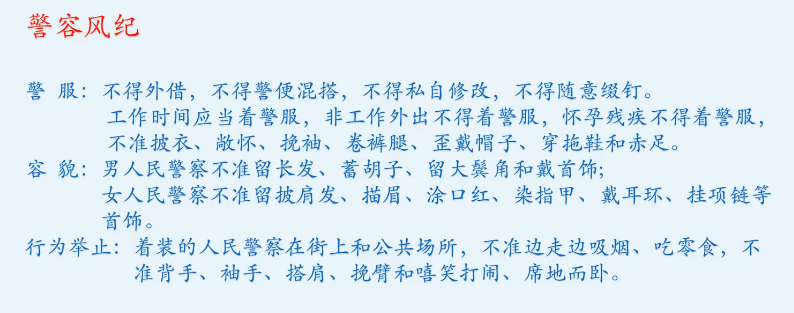 警容风纪
警 服：不得外借，不得警便混搭，不得私自修改，不得随意缀钉。
工作时间应当着警服，非工作外出不得着警服，怀孕残疾不得着警服，
不准披衣、敞怀、挽袖、卷裤腿、歪戴帽子、穿拖鞋和赤足。
容 貌：男人民警察不准留长发、蓄胡子、留大鬓角和戴首饰;
女人民警察不准留披肩发、描眉、涂口红、染指甲、戴耳环、挂项链等
首饰。
行为举止：着装的人民警察在街上和公共场所，不准边走边吸烟、吃零食，不
准背手、袖手、搭肩、挽臂和嘻笑打闹、席地而卧。